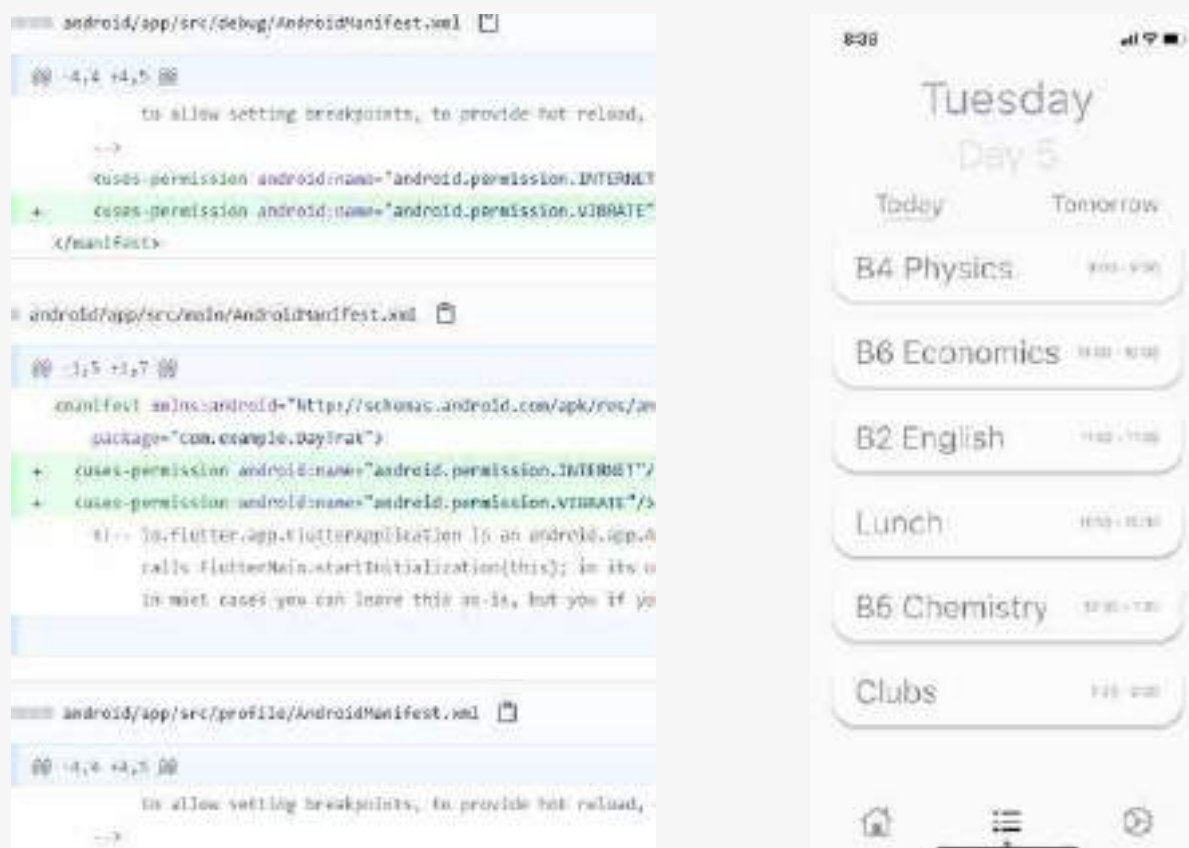 android/app/src/debug/AndroidManifest.xml
@@ -4,4 +4,5 @@
to allow setting breakpoints, to provide hot reload,
-->
<uses-permission android:name="android.permission.INTERNET
+ <uses-permission android:name="android.permission.VIBRATE"
</manifest>
android/app/src/main/AndroidManifest.xml
@@ -1,5 +1,7 @@
<manifest xmlns:android="http://schemas.android.com/apk/res/an
package="com.example.DayTrak">
+ <uses-permission android:name="android.permission.INTERNET"/
+ <uses-permission android:name="android.permission.VIBRATE"/>
<!-- io.flutter.app.FlutterApplication is an android.app.A
calls FlutterMain.startInitialization(this); in its
In most cases you can leave this as-is, but you if yo
android/app/src/profile/AndroidManifest.xml
@@ -4,4 +4,5 @@
to allow setting breakpoints, to provide hot reload,
-->
8:38
Tuesday
Day 5
Today Tomorrow
B4 Physics
B6 Economics
B2 English
Lunch
B5 Chemistry
Clubs